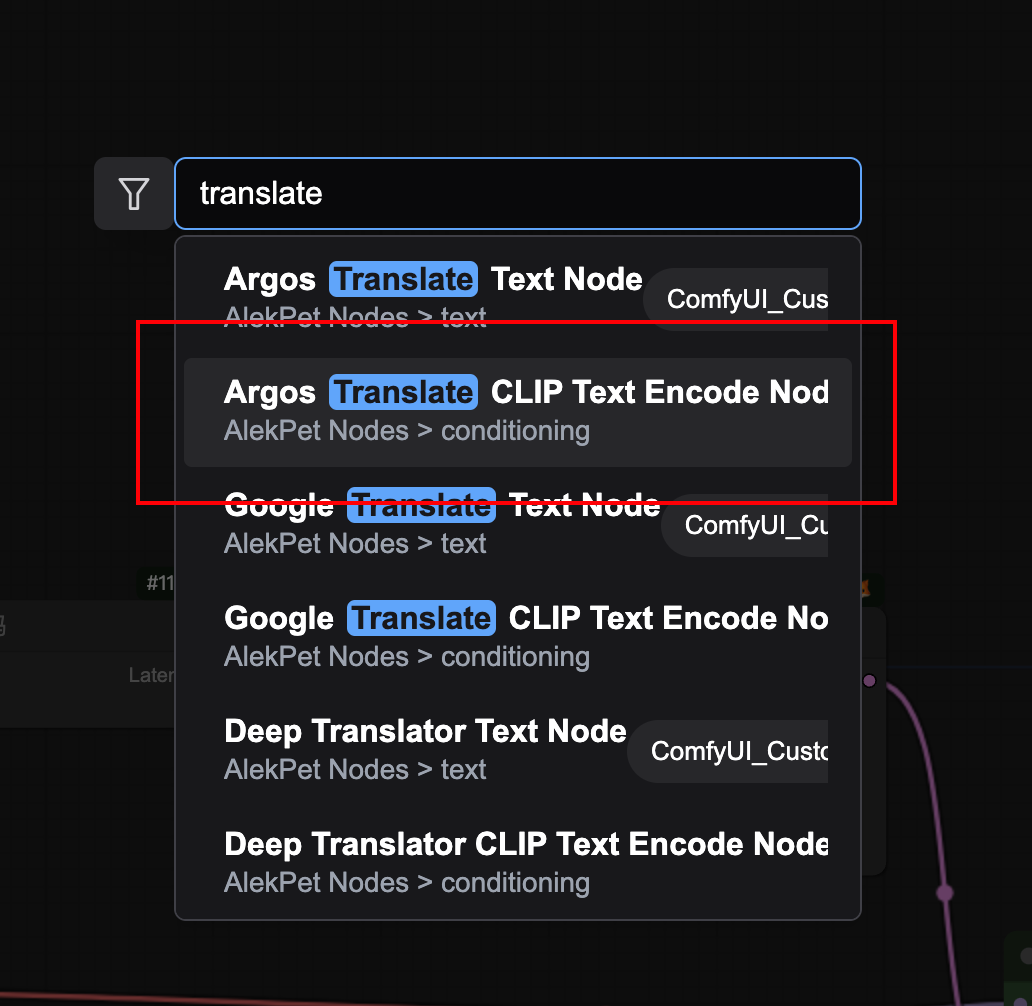 translate
Argos Translate Text Node
ComfyUI_Cus
AlekPet Nodes > text
Argos Translate CLIP Text Encode Nod
AlekPet Nodes > conditioning
Google Translate Text Node
ComfyUI_Cu
AlekPet Nodes > text
#11
Google Translate CLIP Text Encode No
AlekPet Nodes > conditioning
Later
Deep Translator Text Node
ComfyUI_Custo
AlekPet Nodes > text
Deep Translator CLIP Text Encode Node
AlekPet Nodes > conditioning